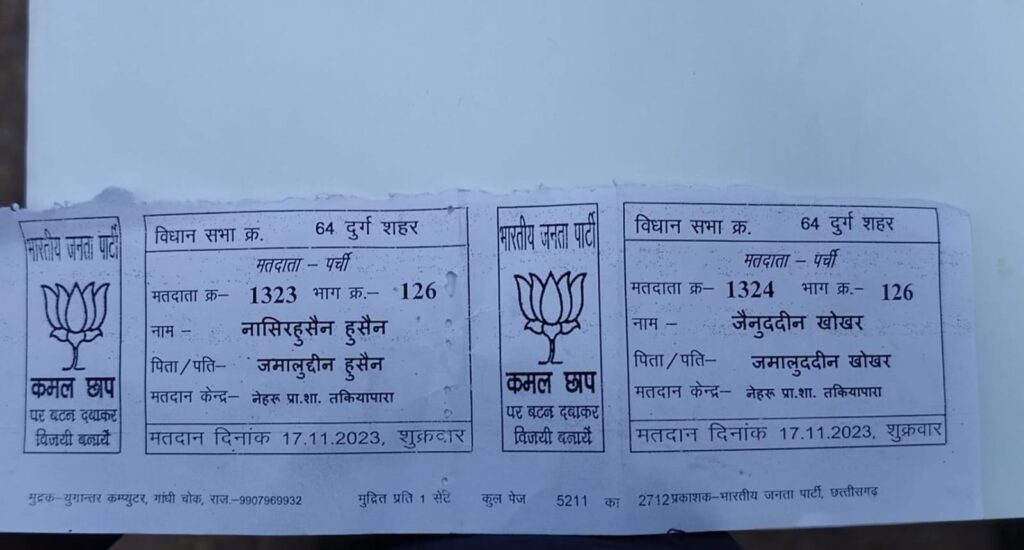 भारतीय जनता पार्टी
कमल छाप
पर बटन दबाकर
विजयी बनायें
विधान सभा क्र. 64 दुर्ग शहर
मतदाता – पर्ची
मतदाता क्र– 1323 भाग क्र.– 126
नाम – नासिरहुसैन हुसैन
पिता/पति– जमालुद्दीन हुसैन
मतदान केन्द्र– नेहरू प्रा.शा. तकियापारा
मतदान दिनांक 17.11.2023, शुक्रवार
भारतीय जनता पार्टी
कमल छाप
पर बटन दबाकर
विजयी बनायें
विधान सभा क्र. 64 दुर्ग शहर
मतदाता – पर्ची
मतदाता क्र– 1324 भाग क्र.– 126
नाम – जैनुददीन खोखर
पिता/पति– जमालुददीन खोखर
मतदान केन्द्र– नेहरू प्रा.शा. तकियापारा
मतदान दिनांक 17.11.2023, शुक्रवार
मुद्रक–युगान्तर कम्प्युटर, गांधी चोक, राज.–9907969932 मुद्रित प्रति 1 सेट कुल पेज 5211 का 2712 प्रकाशक–भारतीय जनता पार्टी, छत्तीसगढ़